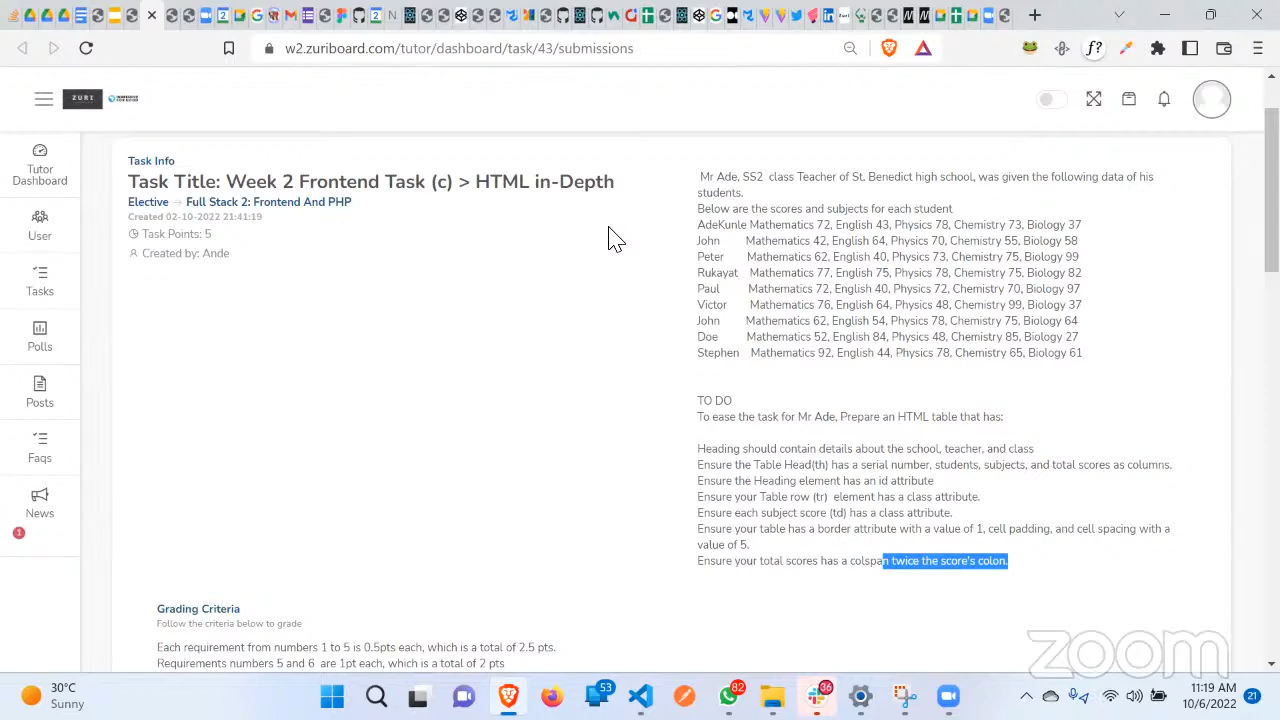 w2.zuriboard.com/tutor/dashboard/task/43/submissions
ZURI
Tutor
Dashboard
User
Tasks
Polls
Posts
Faqs
News
1
Task Info
Task Title: Week 2 Frontend Task (c) > HTML in-Depth
Elective → Full Stack 2: Frontend And PHP
Created 02-10-2022 21:41:19
Task Points: 5
Created by: Ande
Mr Ade, SS2 class Teacher of St. Benedict high school, was given the following data of his
students.
Below are the scores and subjects for each student
AdeKunle Mathematics 72, English 43, Physics 78, Chemistry 73, Biology 37
John Mathematics 42, English 64, Physics 70, Chemistry 55, Biology 58
Peter Mathematics 62, English 40, Physics 73, Chemistry 75, Biology 99
Rukayat Mathematics 77, English 75, Physics 78, Chemistry 75, Biology 82
Paul Mathematics 72, English 40, Physics 72, Chemistry 70, Biology 97
Victor Mathematics 76, English 64, Physics 48, Chemistry 99, Biology 37
John Mathematics 62, English 54, Physics 78, Chemistry 75, Biology 64
Doe Mathematics 52, English 84, Physics 48, Chemistry 85, Biology 27
Stephen Mathematics 92, English 44, Physics 78, Chemistry 65, Biology 61
TO DO
To ease the task for Mr Ade, Prepare an HTML table that has:
Heading should contain details about the school, teacher, and class
Ensure the Table Head(th) has a serial number, students, subjects, and total scores as columns.
Ensure the Heading element has an id attribute
Ensure your Table row (tr) element has a class attribute.
Ensure each subject score (td) has a class attribute.
Ensure your table has a border attribute with a value of 1, cell padding, and cell spacing with a
value of 5.
Ensure your total scores has a colspan twice the score's colon.
Grading Criteria
Follow the criteria below to grade
Each requirement from numbers 1 to 5 is 0.5pts each, which is a total of 2.5 pts.
Requirements numbers 5 and 6 are 1pt each, which is a total of 2 pts
zoom
30°C
Sunny
53
82
36
11:19 AM
10/6/2022
21